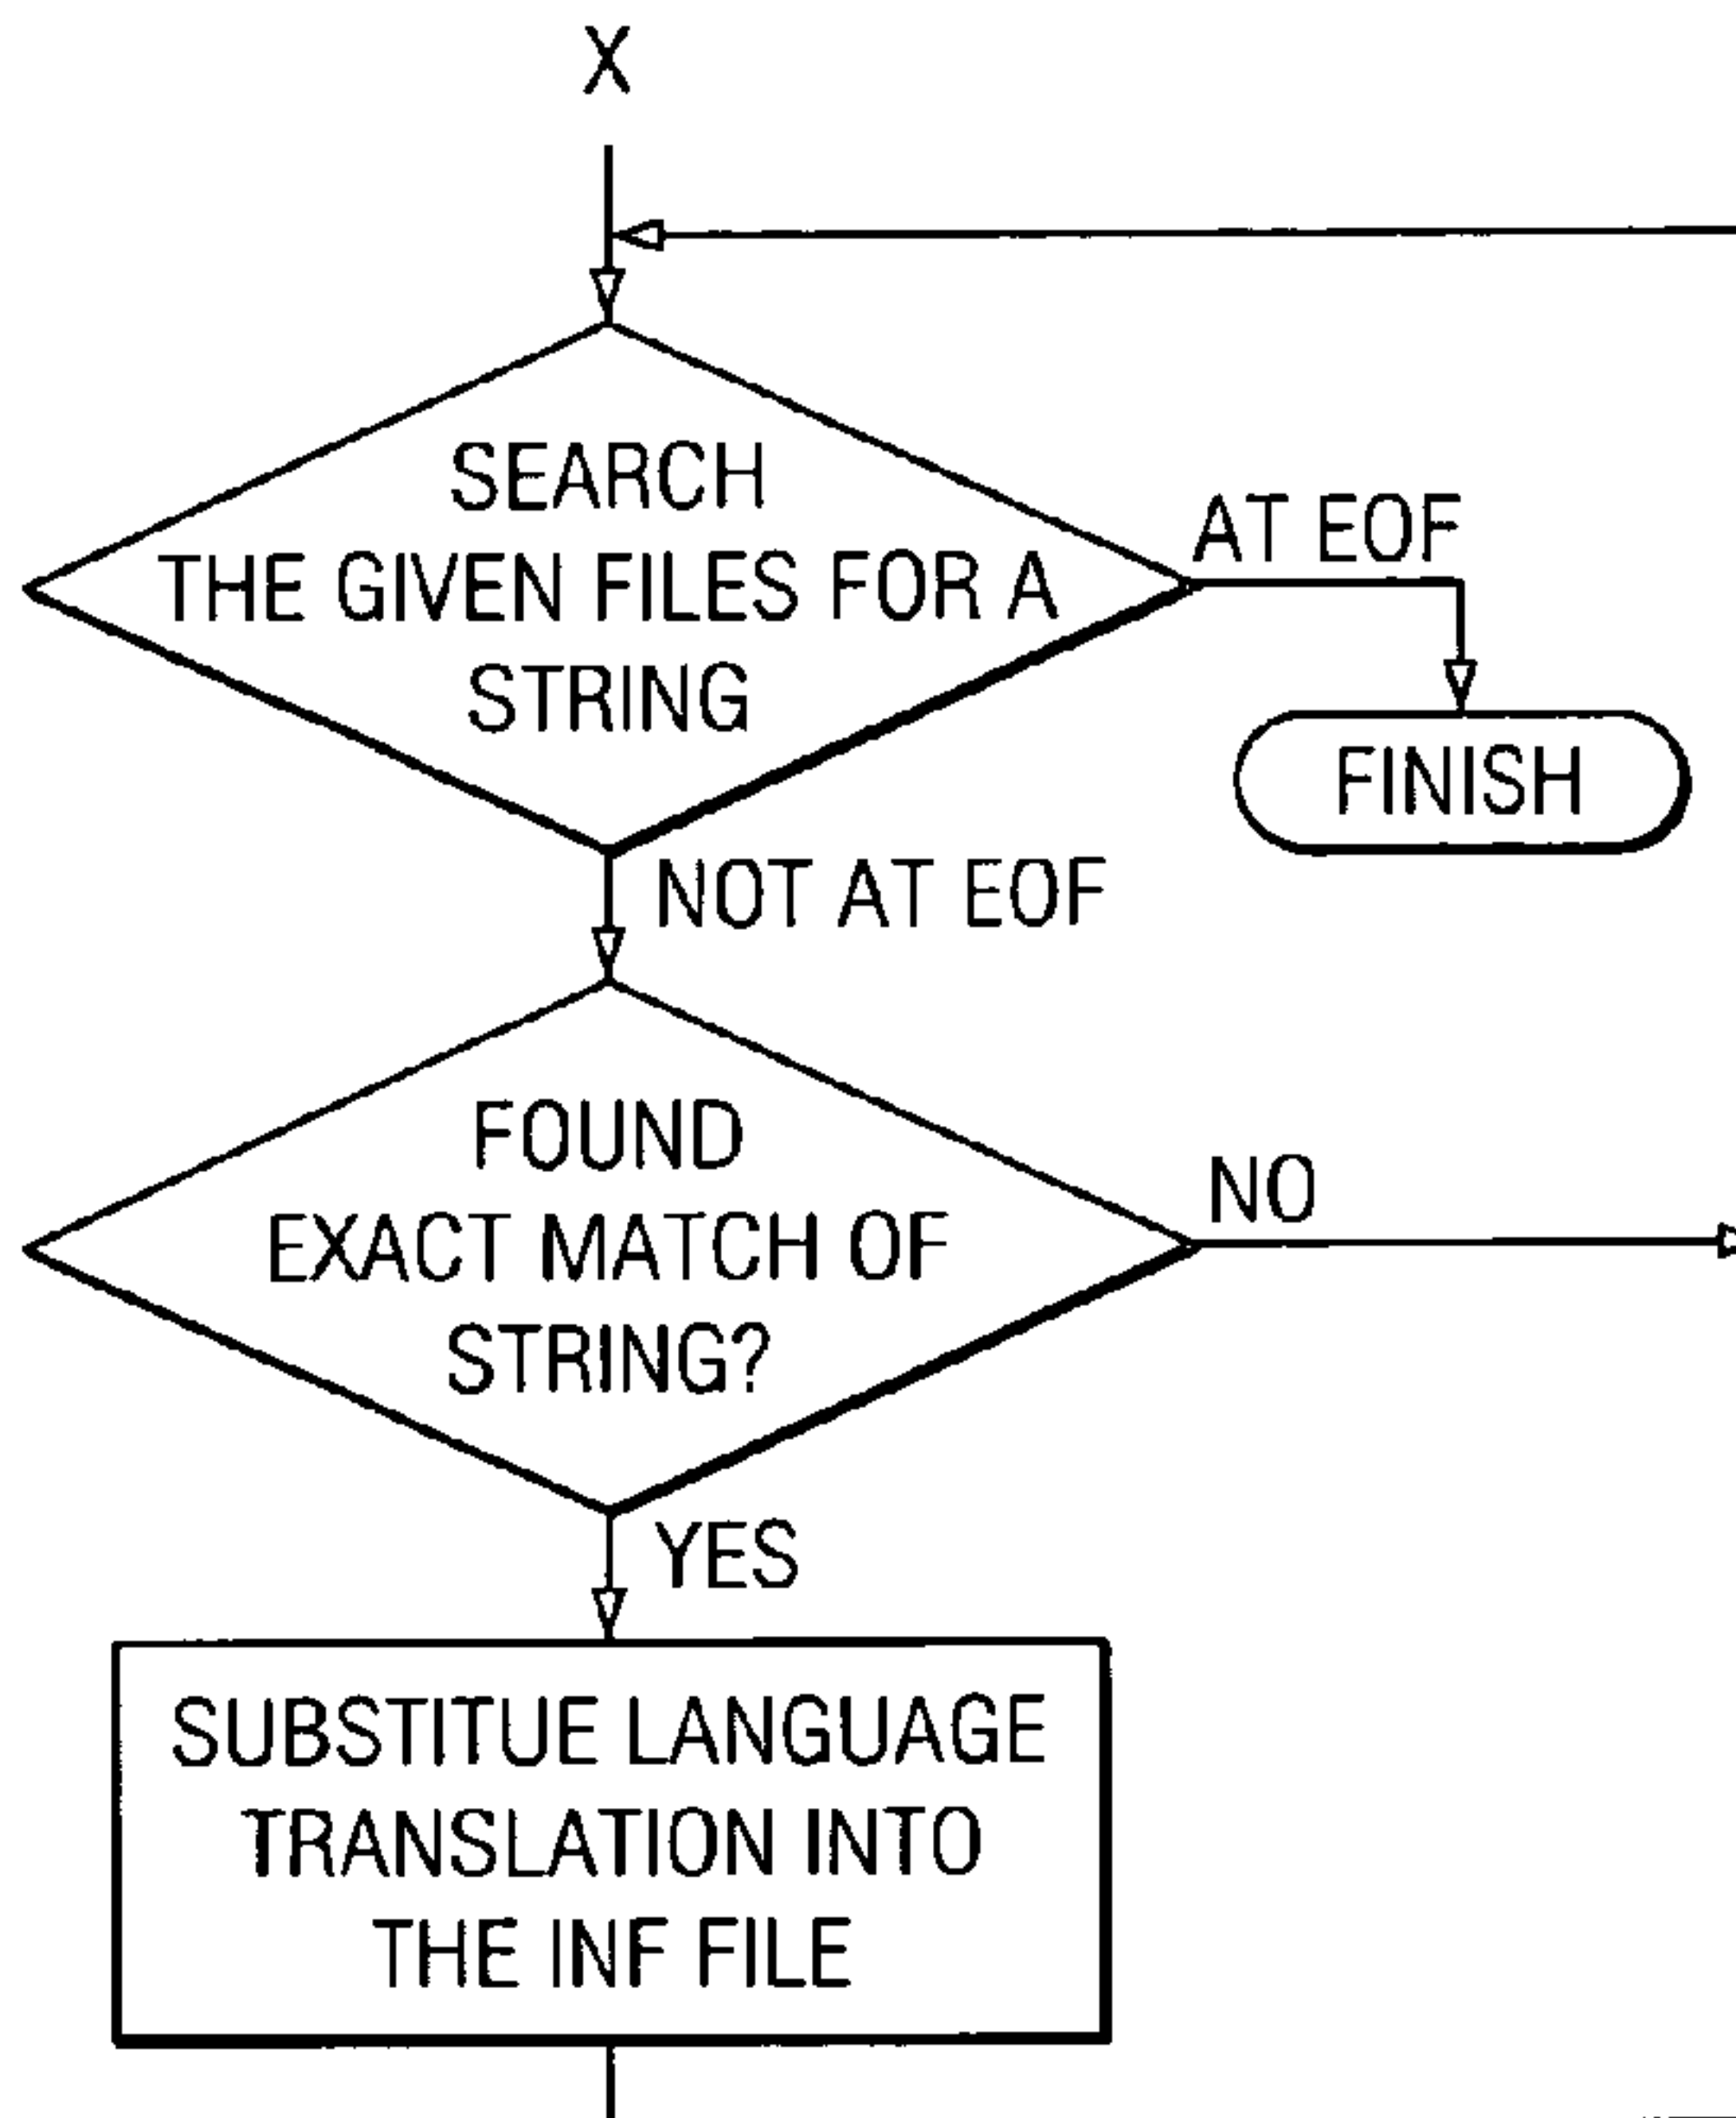 X
SEARCH
THE GIVEN FILES FOR A
STRING
AT EOF
FINISH
NOT AT EOF
FOUND
EXACT MATCH OF
STRING?
NO
YES
SUBSTITUE LANGUAGE
TRANSLATION INTO
THE INF FILE